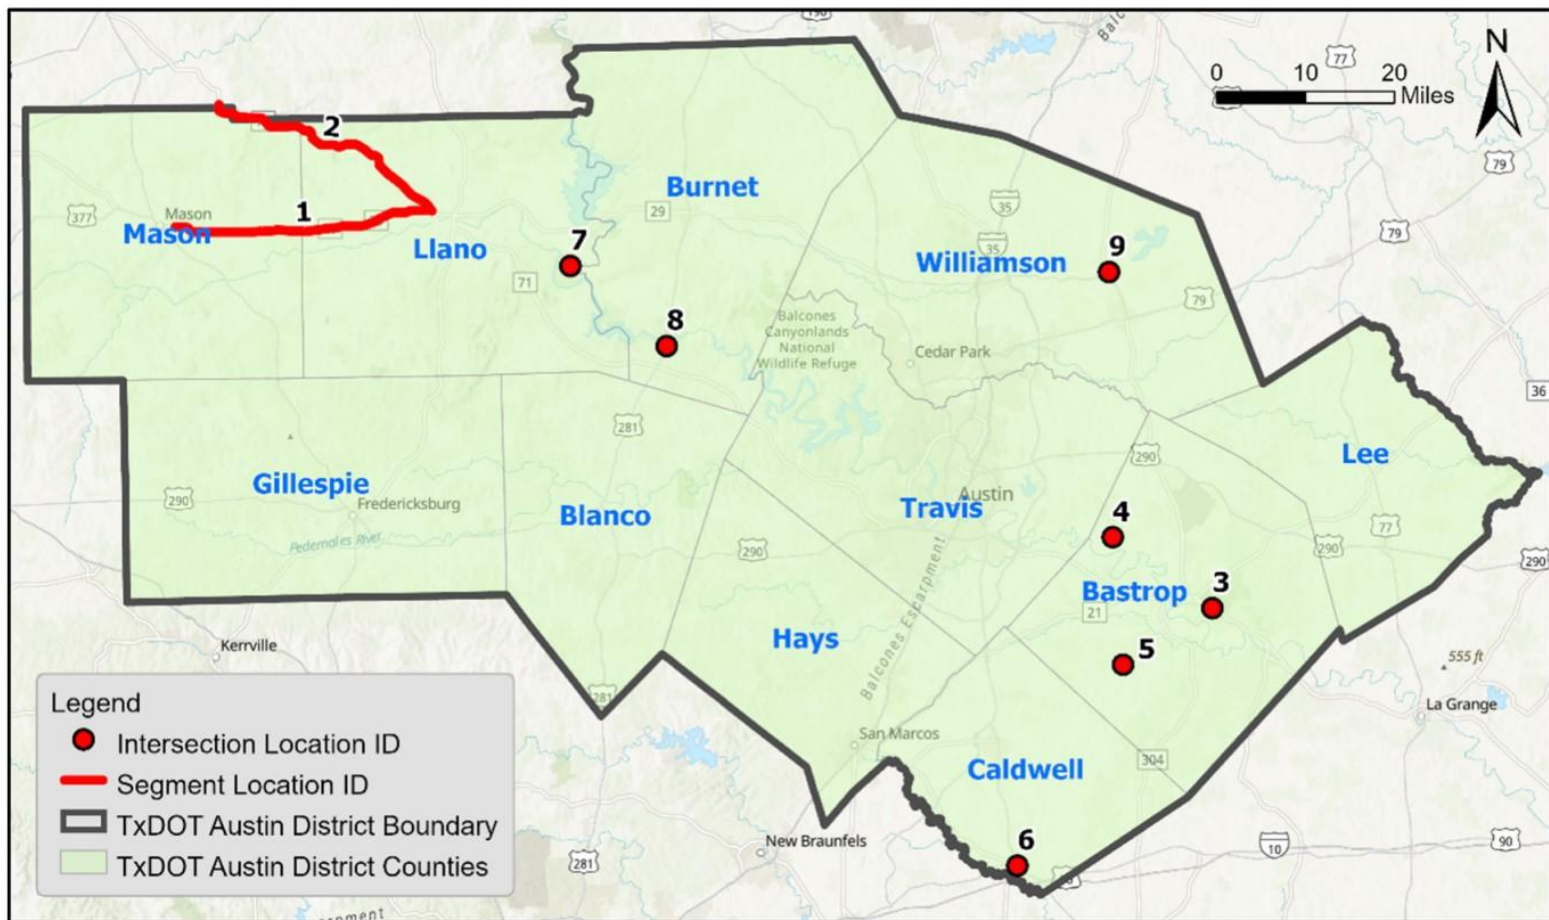 190
Balc
77
N
0 10 20
Miles
79
2
Burnet
377
Mason
1
29
35
Mason
7
79
Llano
35
9
Williamson
71
79
8
Balcones
Canyonlands
National
Wildlife Refuge
Cedar Park
36
281
290
Lee
Gillespie
290
Fredericksburg
Blanco
Travis
Austin
4
77
Pedernales River
290
290
290
Bastrop
3
21
Balcones Escarpment
Hays
5
Kerrville
555 ft
281
La Grange
San Marcos
304
Caldwell
New Braunfels
6
281
10
90
carpment
Legend
Intersection Location ID
Segment Location ID
TxDOT Austin District Boundary
TxDOT Austin District Counties